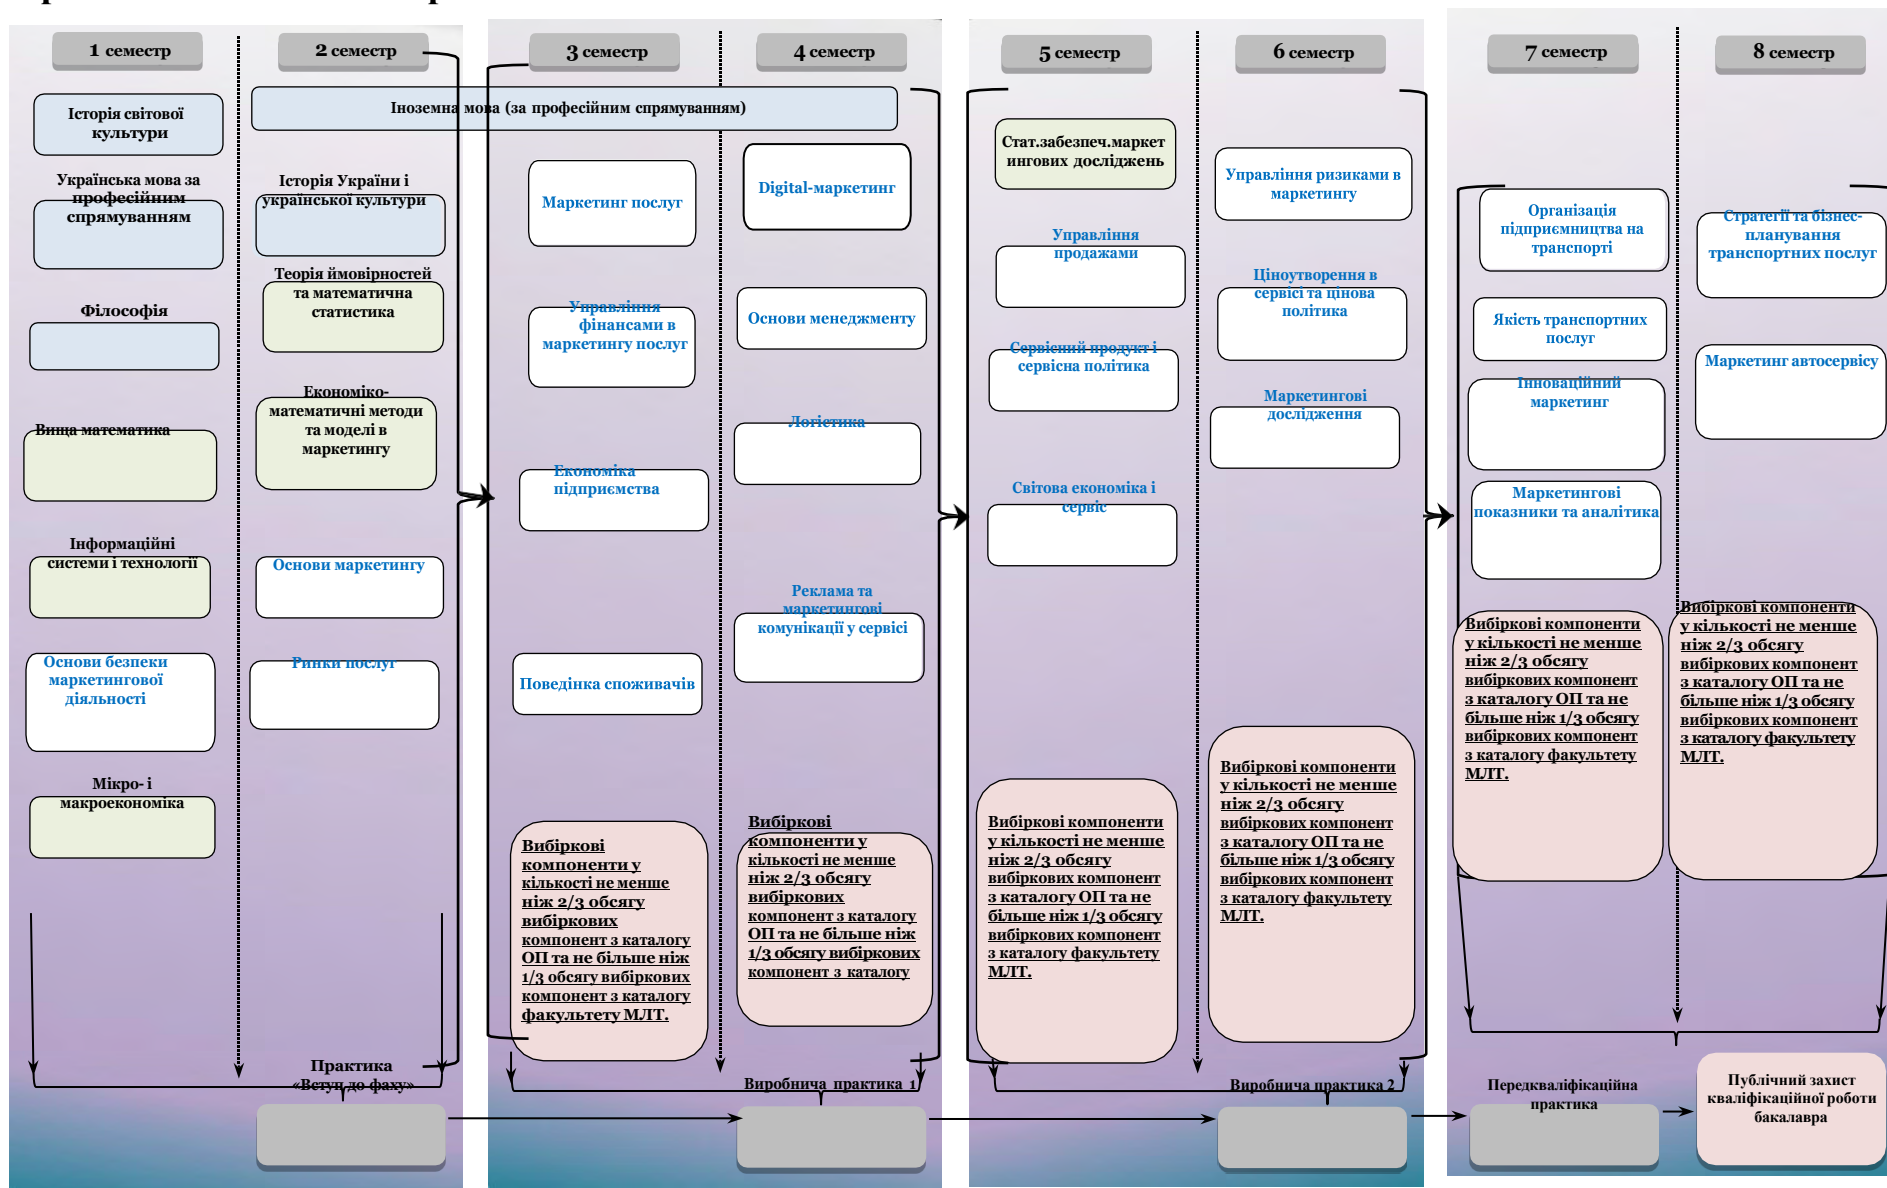 1 семестр
2 семестр
3 семестр
4 семестр
5 семестр
6 семестр
7 семестр
8 семестр
Іноземна мова (за професійним спрямуванням)
Історія світової
культури
Українська мова за
професійним
спрямуванням
Філософія
Вища математика
Інформаційні
системи і технології
Основи безпеки
маркетингової
діяльності
Мікро- і
макроекономіка
Історія України і
української культури
Теорія ймовірностей
та математична
статистика
Економіко-
математичні методи
та моделі в
маркетингу
Основи маркетингу
Ринки послуг
Практика
«Вступ до фаху»
Маркетинг послуг
Управління
фінансами в
маркетингу послуг
Економіка
підприємства
Поведінка споживачів
Вибіркові
компоненти у
кількості не менше
ніж 2/3 обсягу
вибіркових
компонент з каталогу
ОП та не більше ніж
1/3 обсягу вибіркових
компонент з каталогу
факультету МЛТ.
Digital-маркетинг
Основи менеджменту
Логістика
Реклама та
маркетингові
комунікації у сервісі
Вибіркові
компоненти у
кількості не менше
ніж 2/3 обсягу
вибіркових
компонент з каталогу
ОП та не більше ніж
1/3 обсягу вибіркових
компонент з каталогу
Виробнича практика 1
Стат.забезпеч.маркет
ингових досліджень
Управління
продажами
Сервісний продукт і
сервісна політика
Світова економіка і
сервіс
Вибіркові компоненти
у кількості не менше
ніж 2/3 обсягу
вибіркових компонент
з каталогу ОП та не
більше ніж 1/3 обсягу
вибіркових компонент
з каталогу факультету
МЛТ.
Управління ризиками в
маркетингу
Ціноутворення в
сервісі та цінова
політика
Маркетингові
дослідження
Вибіркові компоненти
у кількості не менше
ніж 2/3 обсягу
вибіркових компонент
з каталогу ОП та не
більше ніж 1/3 обсягу
вибіркових компонент
з каталогу факультету
МЛТ.
Виробнича практика 2
Організація
підприємництва на
транспорті
Якість транспортних
послуг
Інноваційний
маркетинг
Маркетингові
показники та аналітика
Вибіркові компоненти
у кількості не менше
ніж 2/3 обсягу
вибіркових компонент
з каталогу ОП та не
більше ніж 1/3 обсягу
вибіркових компонент
з каталогу факультету
МЛТ.
Передкваліфікаційна
практика
Стратегії та бізнес-
планування
транспортних послуг
Маркетинг автосервісу
Вибіркові компоненти
у кількості не менше
ніж 2/3 обсягу
вибіркових компонент
з каталогу ОП та не
більше ніж 1/3 обсягу
вибіркових компонент
з каталогу факультету
МЛТ.
Публічний захист
кваліфікаційної роботи
бакалавра